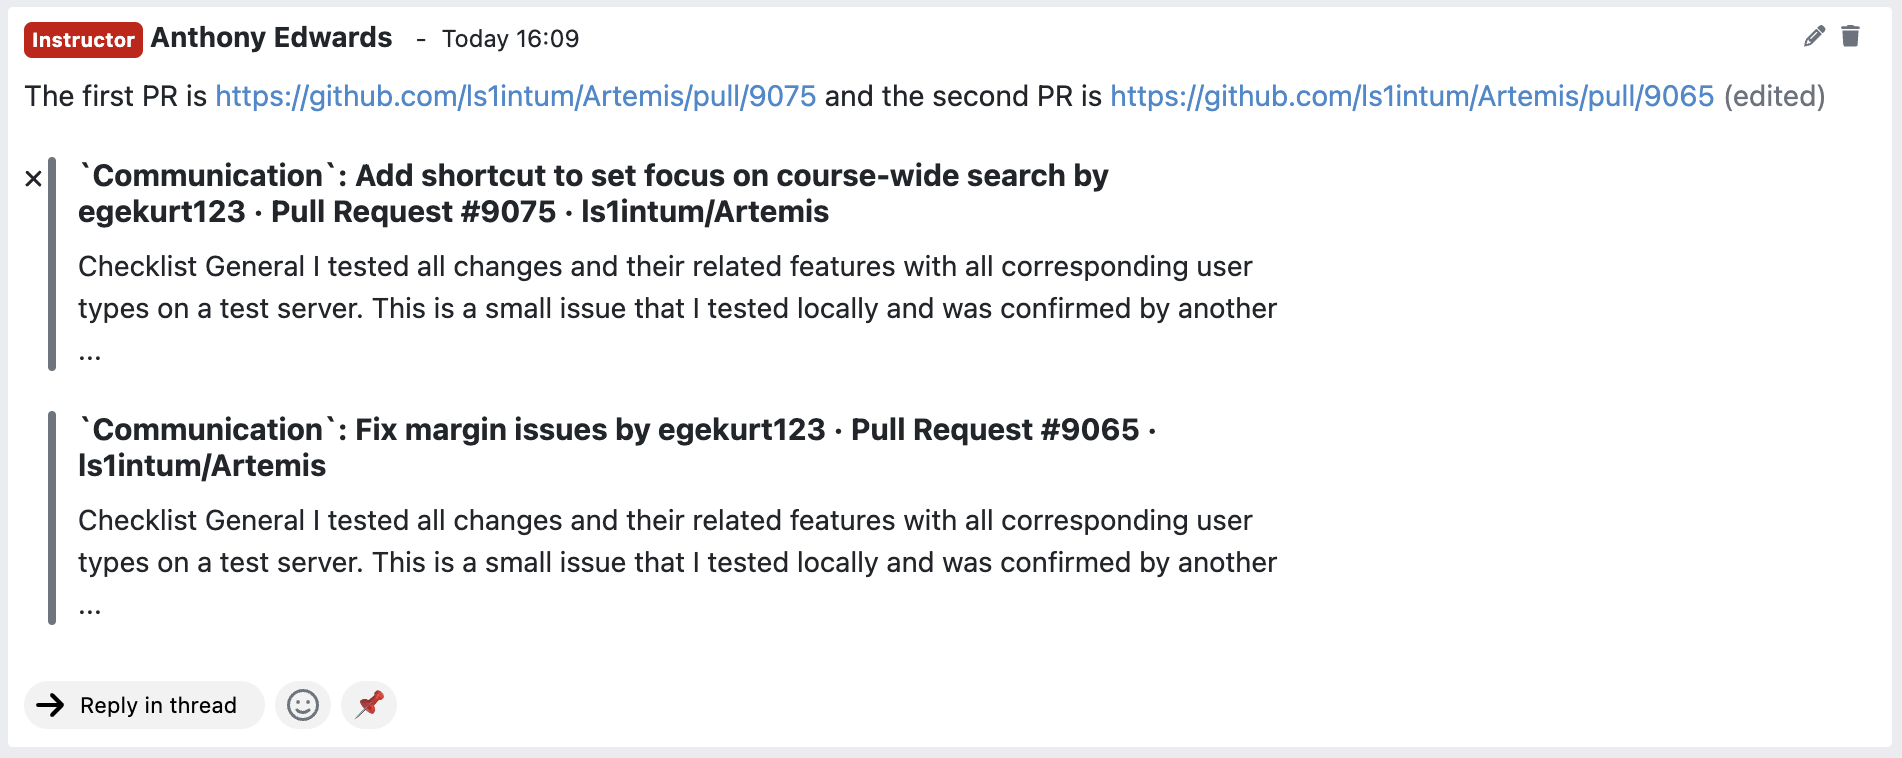 Instructor Anthony Edwards - Today 16:09
The first PR is https://github.com/ls1intum/Artemis/pull/9075 and the second PR is https://github.com/ls1intum/Artemis/pull/9065 (edited)
`Communication`: Add shortcut to set focus on course-wide search by
egekurt123 · Pull Request #9075 · ls1intum/Artemis
Checklist General I tested all changes and their related features with all corresponding user
types on a test server. This is a small issue that I tested locally and was confirmed by another
...
`Communication`: Fix margin issues by egekurt123 · Pull Request #9065 ·
ls1intum/Artemis
Checklist General I tested all changes and their related features with all corresponding user
types on a test server. This is a small issue that I tested locally and was confirmed by another
...
Reply in thread